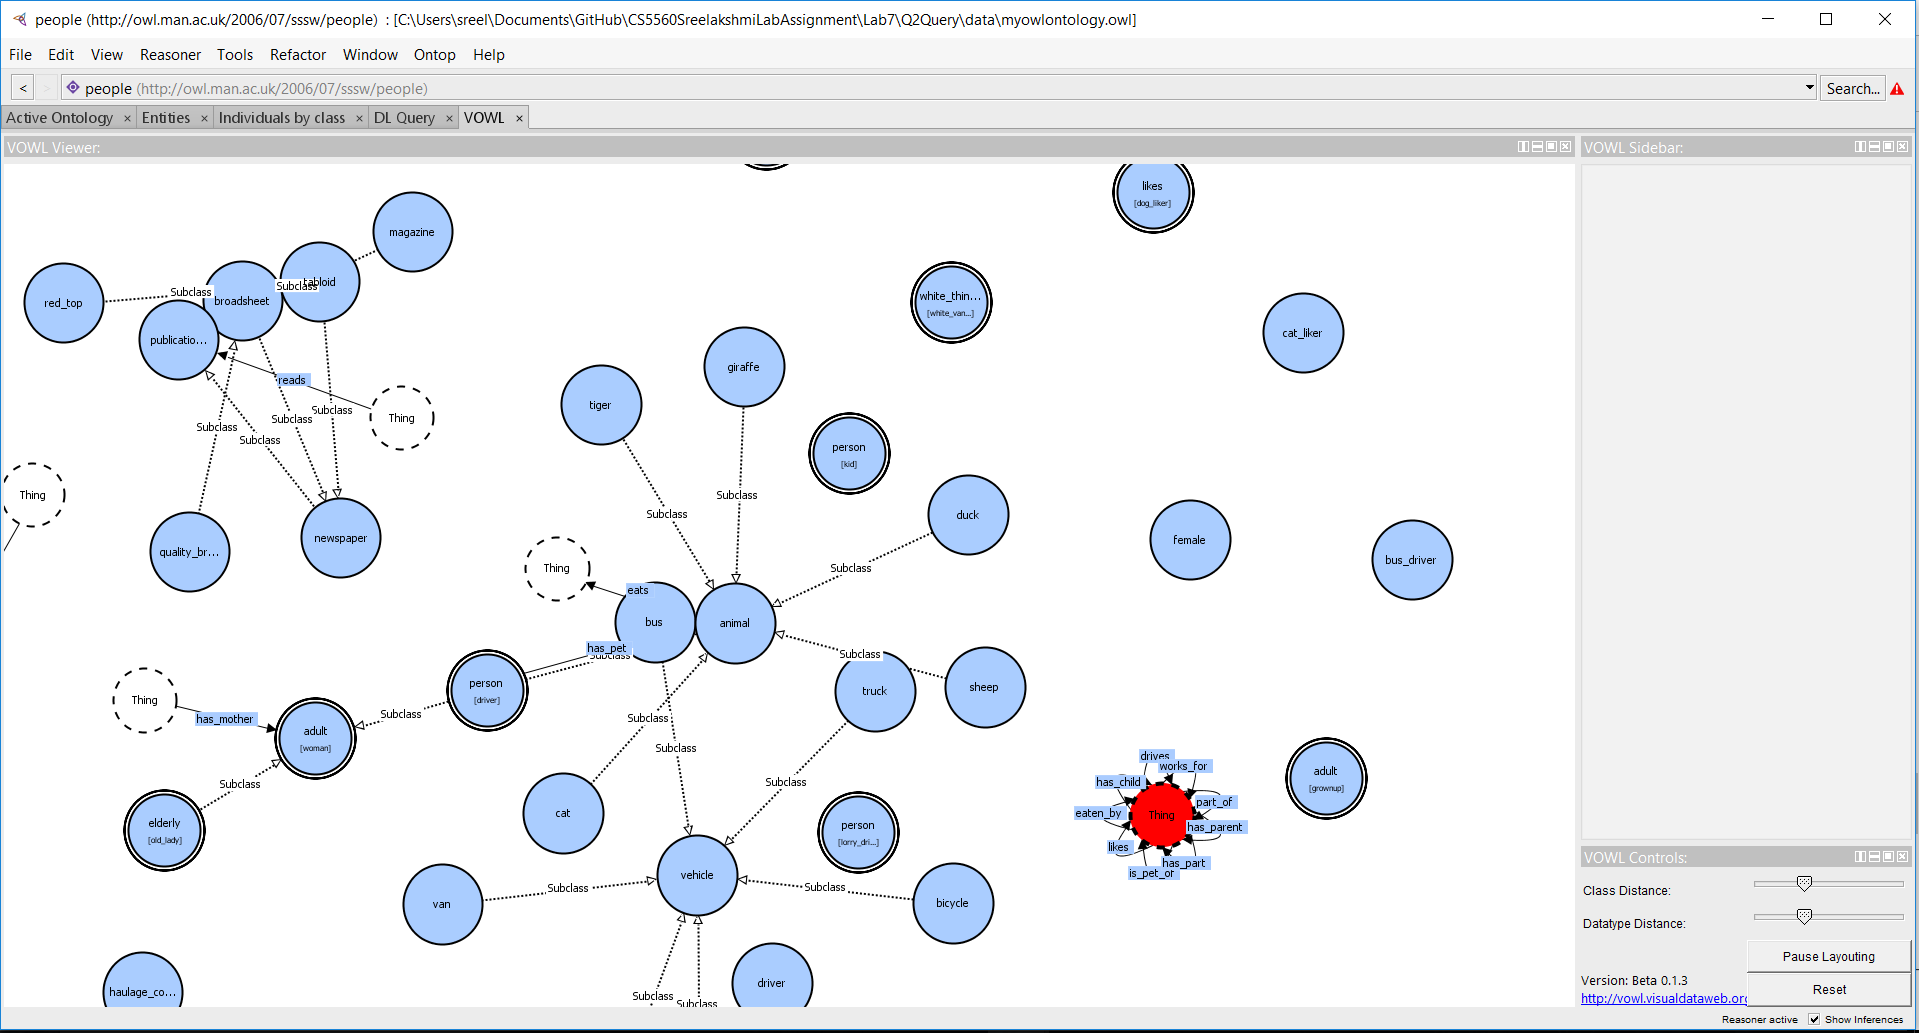 people (http://owl.man.ac.uk/2006/07/sssw/people) : [C:\Users\sreel\Documents\GitHub\CS5560SreelakshmiLabAssignment\Lab7\Q2Query\data\myowlontology.owl]
File Edit View Reasoner Tools Refactor Window Ontop Help
< > people (http://owl.man.ac.uk/2006/07/sssw/people) Search...
Active Ontology × Entities × Individuals by class × DL Query × VOWL ×
VOWL Viewer:
VOWL Sidebar:
likes
[dog_liker]
magazine
tabloid
Subclass
broadsheet
Subclass
red_top
publicatio...
white_thin...
[white_van...]
cat_liker
giraffe
reads
tiger
Subclass
Thing
Subclass
Subclass
Subclass
person
[kid]
Thing
Subclass
Subclass
duck
newspaper
quality_br...
female
bus_driver
Thing
Subclass
eats
bus
animal
has_pet
Subclass
Subclass
person
[driver]
truck
sheep
Thing
has_mother
Subclass
Subclass
adult
[woman]
Subclass
drives
works_for
has_child
eaten_by
part_of
Thing
has_parent
likes
has_part
is_pet_of
adult
[grownup]
Subclass
Subclass
cat
elderly
[old_lady]
person
[lorry_dri...]
vehicle
Subclass
Subclass
van
bicycle
driver
haulage_co...
Subclass
Subclass
VOWL Controls:
Class Distance:
Datatype Distance:
Pause Layouting
Version: Beta 0.1.3
Reset
http://vowl.visualdataweb.org
Reasoner active Show Inferences